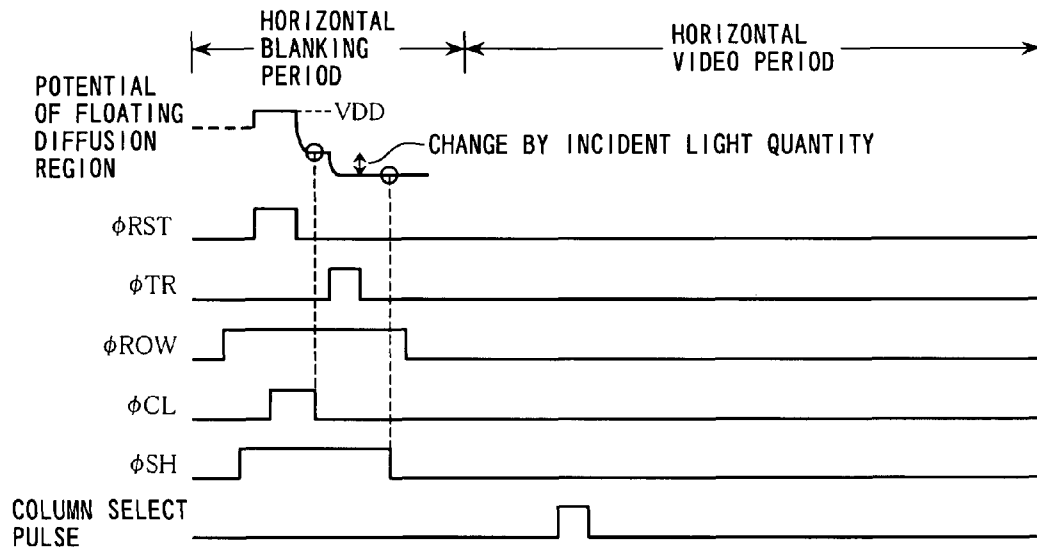 HORIZONTAL
BLANKING
PERIOD
HORIZONTAL
VIDEO PERIOD
POTENTIAL
OF FLOATING
DIFFUSION
REGION
VDD
CHANGE BY INCIDENT LIGHT QUANTITY
ϕRST
ϕTR
ϕROW
ϕCL
ϕSH
COLUMN SELECT
PULSE